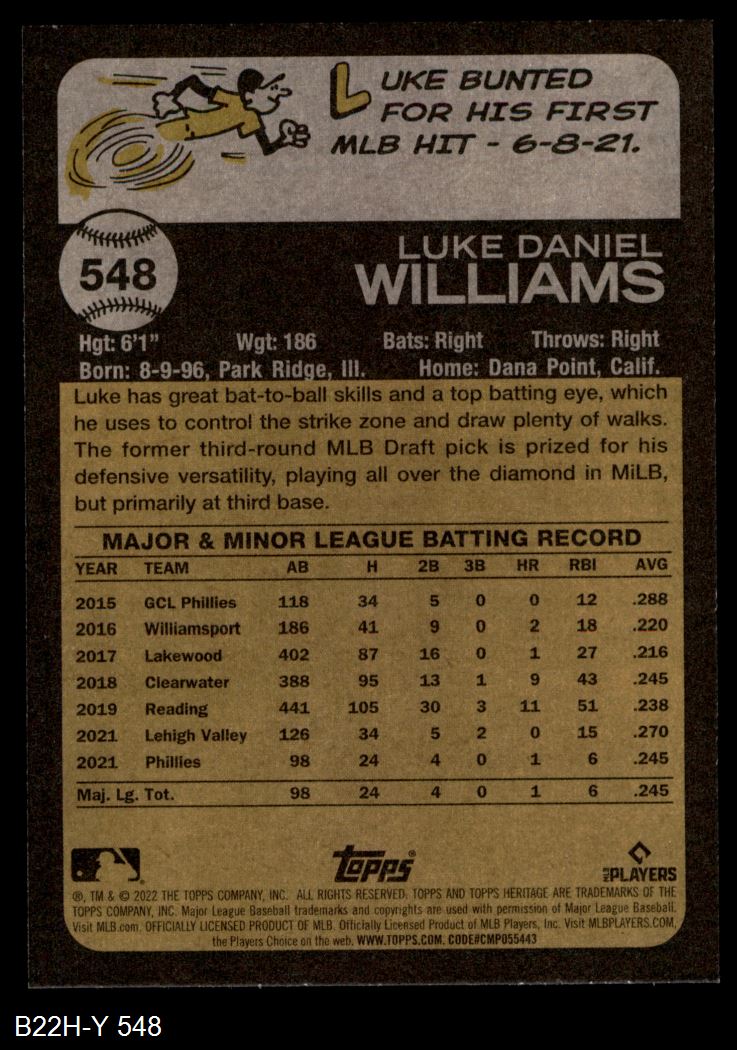 LUKE BUNTED
FOR HIS FIRST
MLB HIT - 6-8-21.
548
LUKE DANIEL
WILLIAMS
Hgt: 6'1" Wgt: 186 Bats: Right Throws: Right
Born: 8-9-96, Park Ridge, Ill. Home: Dana Point, Calif.
Luke has great bat-to-ball skills and a top batting eye, which
he uses to control the strike zone and draw plenty of walks.
The former third-round MLB Draft pick is prized for his
defensive versatility, playing all over the diamond in MiLB,
but primarily at third base.
MAJOR & MINOR LEAGUE BATTING RECORD
YEAR TEAM AB H 2B 3B HR RBI AVG
2015 GCL Phillies 118 34 5 0 0 12 .288
2016 Williamsport 186 41 9 0 2 18 .220
2017 Lakewood 402 87 16 0 1 27 .216
2018 Clearwater 388 95 13 1 9 43 .245
2019 Reading 441 105 30 3 11 51 .238
2021 Lehigh Valley 126 34 5 2 0 15 .270
2021 Phillies 98 24 4 0 1 6 .245
Maj. Lg. Tot. 98 24 4 0 1 6 .245
Topps® MLB PLAYERS
®, TM & © 2022 THE TOPPS COMPANY, INC. ALL RIGHTS RESERVED. TOPPS AND TOPPS HERITAGE ARE TRADEMARKS OF THE
TOPPS COMPANY, INC. Major League Baseball trademarks and copyrights are used with permission of Major League Baseball.
Visit MLB.com. OFFICIALLY LICENSED PRODUCT OF MLB. Officially Licensed Product of MLB Players, Inc. Visit MLBPLAYERS.COM,
the Players Choice on the web. WWW.TOPPS.COM. CODE#CMP055443
B22H-Y 548